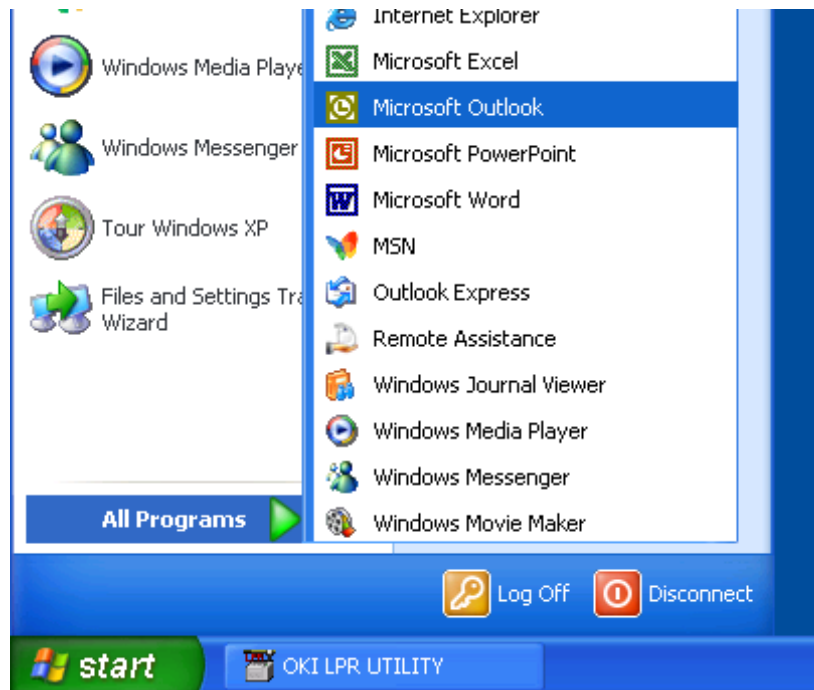 Windows Media Playe
Windows Messenger
Tour Windows XP
Files and Settings Tra
Wizard
All Programs
Internet Explorer
Microsoft Excel
Microsoft Outlook
Microsoft PowerPoint
Microsoft Word
MSN
Outlook Express
Remote Assistance
Windows Journal Viewer
Windows Media Player
Windows Messenger
Windows Movie Maker
Log Off
Disconnect
start
OKI LPR UTILITY